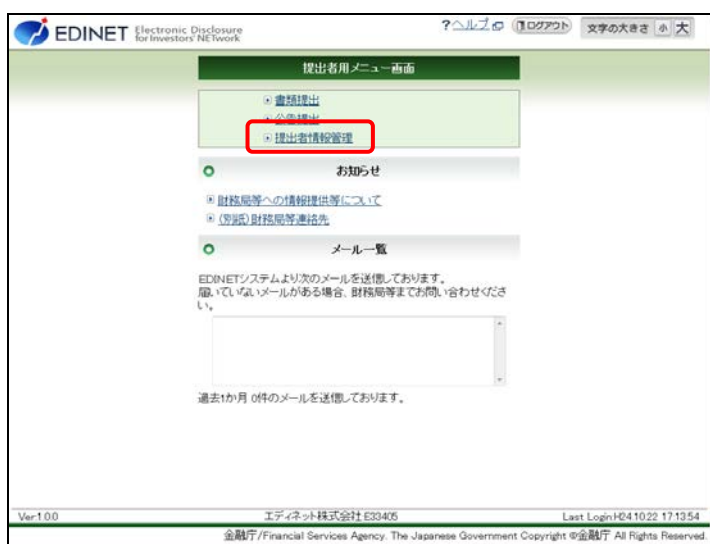 EDINET Electronic Disclosure for Investors' NETwork
?ヘルプ ログアウト 文字の大きさ 小 大
提出者用メニュー画面
書類提出
公告提出
提出者情報管理
お知らせ
財務局等への情報提供等について
(別紙)財務局等連絡先
メール一覧
EDINETシステムより次のメールを送信しております。
届いていないメールがある場合、財務局等までお問い合わせくださ
い。
過去1か月 0件のメールを送信しております。
Ver1.0.0 エディネット株式会社 E33405 Last Login:H24.10.22 17:13:54
金融庁/Financial Services Agency. The Japanese Government Copyright ©金融庁 All Rights Reserved.